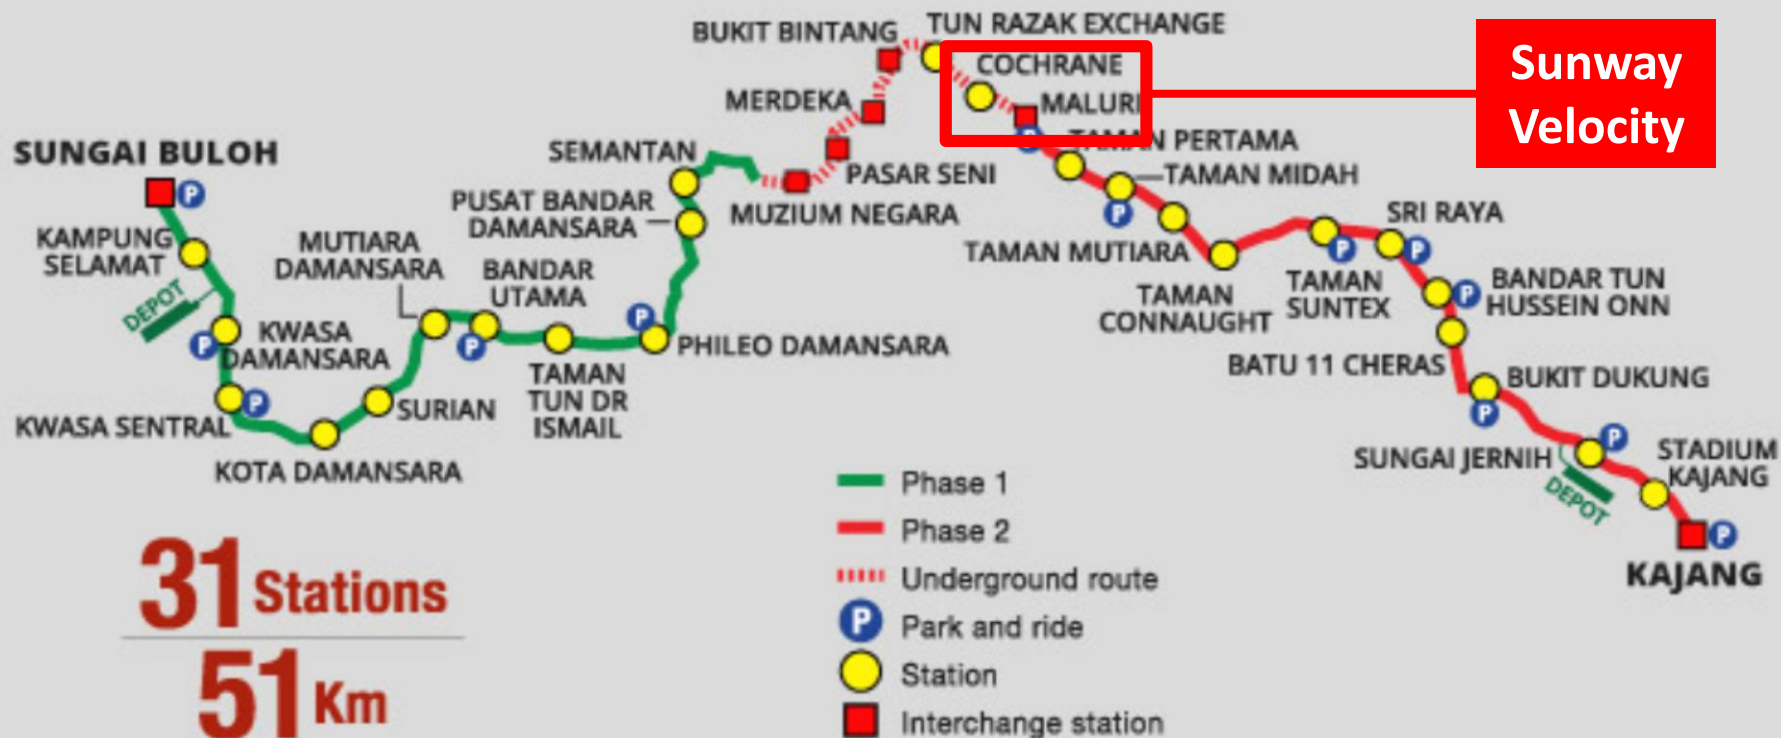 BUKIT BINTANG
TUN RAZAK EXCHANGE
COCHRANE
MALURI
Sunway
Velocity
MERDEKA
SUNGAI BULOH
P
SEMANTAN
PASAR SENI
MUZIUM NEGARA
PUSAT BANDAR
DAMANSARA
P
TAMAN PERTAMA
TAMAN MIDAH
P
TAMAN MUTIARA
TAMAN
CONNAUGHT
TAMAN
SUNTEX
P
SRI RAYA
P
BANDAR TUN
HUSSEIN ONN
P
BATU 11 CHERAS
BUKIT DUKUNG
P
SUNGAI JERNIH
P
DEPOT
STADIUM
KAJANG
P
KAJANG
KAMPUNG
SELAMAT
DEPOT
KWASA
DAMANSARA
P
KWASA SENTRAL
P
KOTA DAMANSARA
SURIAN
MUTIARA
DAMANSARA
BANDAR
UTAMA
P
TAMAN
TUN DR
ISMAIL
P
PHILEO DAMANSARA
31 Stations
51 Km
Phase 1
Phase 2
Underground route
P Park and ride
Station
Interchange station